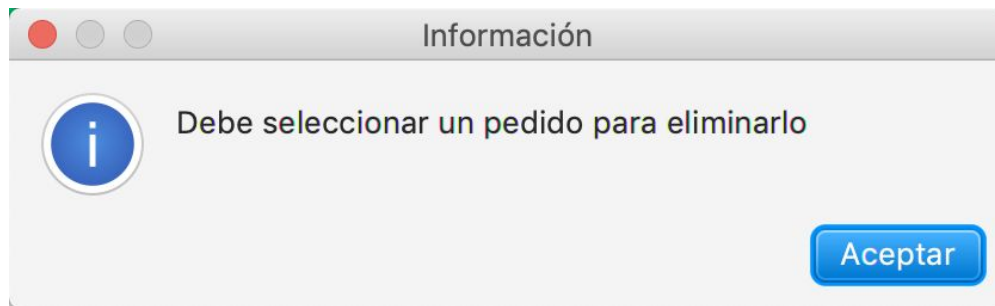 Información
Debe seleccionar un pedido para eliminarlo
Aceptar